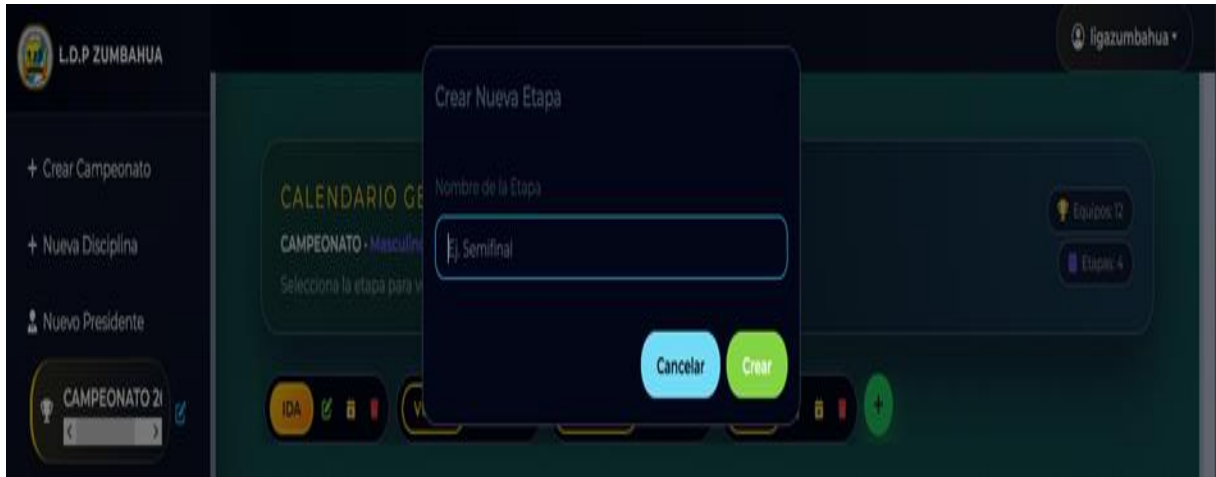 L.D.P ZUMBAHUA
ligazumbahua
+ Crear Campeonato
+ Nueva Disciplina
Nuevo Presidente
CAMPEONATO 20
CALENDARIO GE
CAMPEONATO - Masculino
Selecciona la etapa para v
Equipos: 12
Etapas: 4
IDA
+
Crear Nueva Etapa
Nombre de la Etapa
Ej. Semifinal
Cancelar
Crear